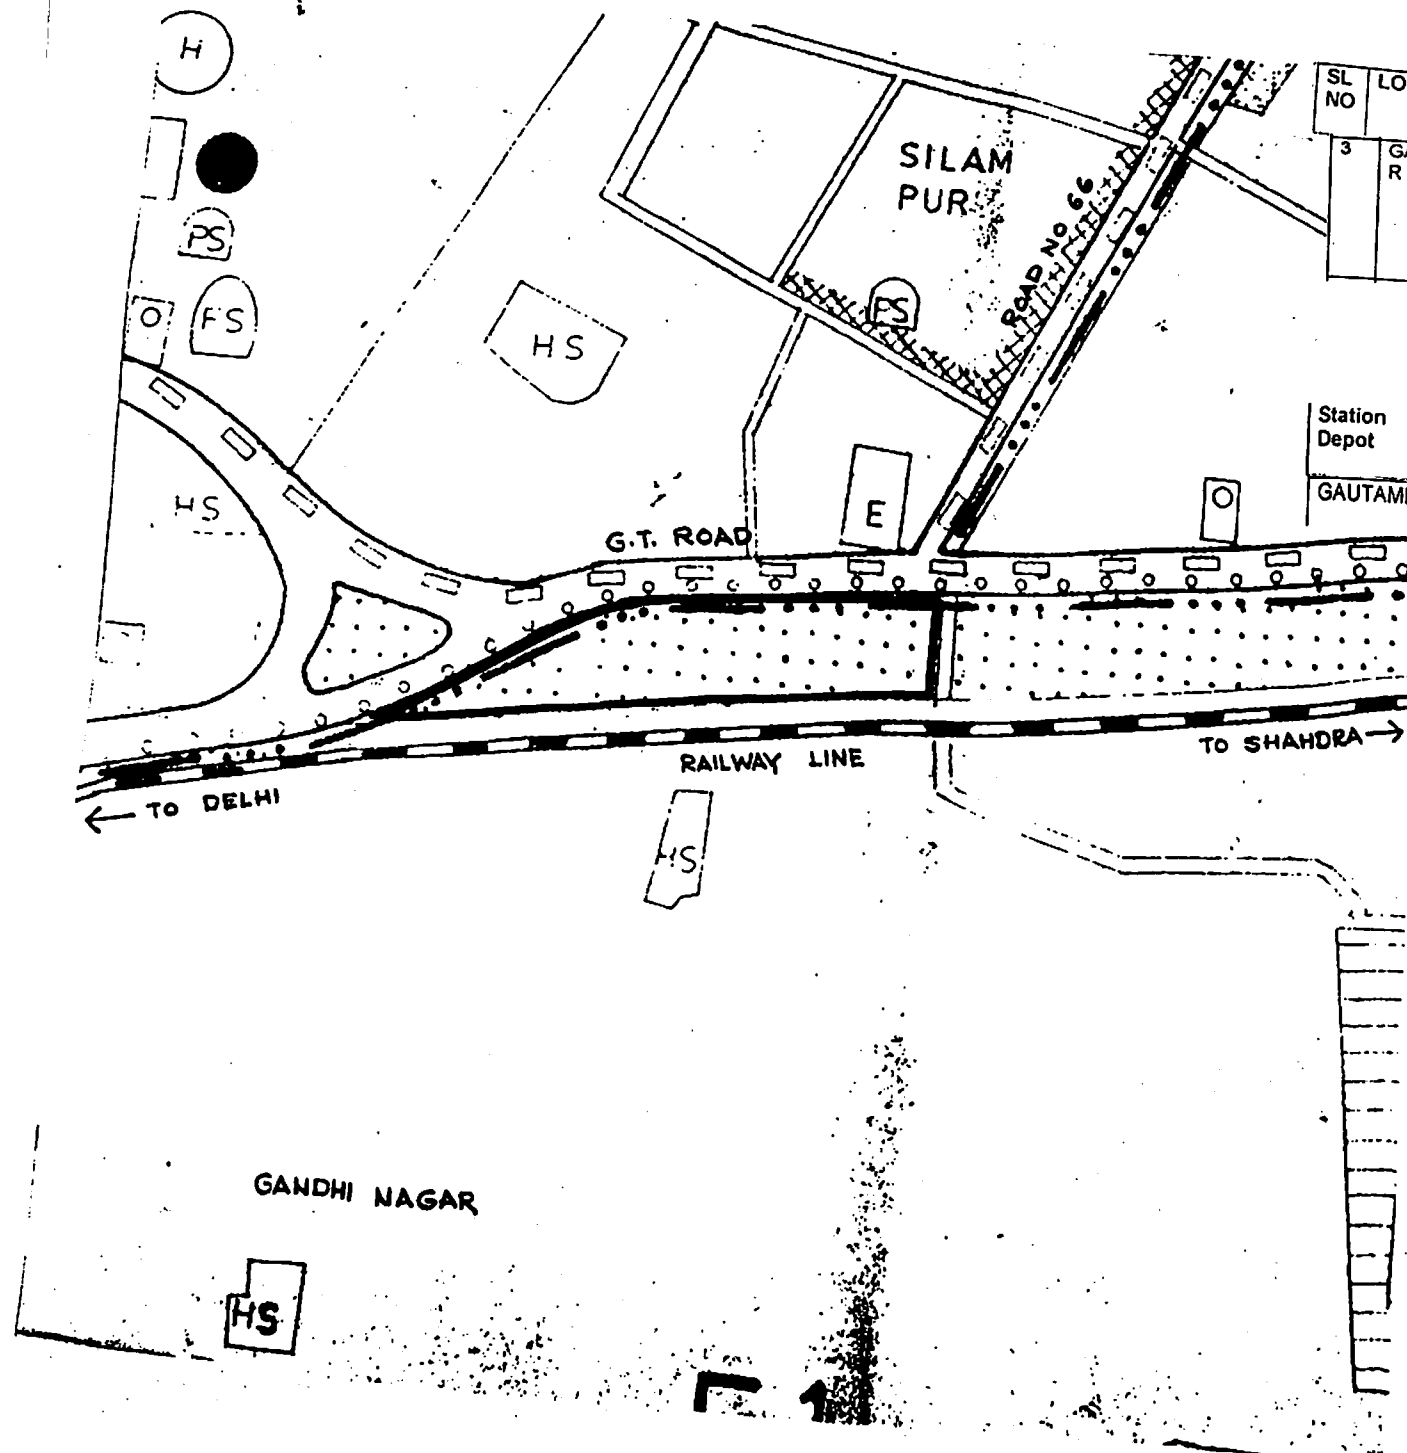 H
SL
NO
LO
3
GA
R
SILAM
PUR
PS
ROAD NO 66
PS
FS
HS
Station
Depot
HS
E
GAUTAM
G.T. ROAD
TO SHAHDRA
RAILWAY LINE
TO DELHI
HS
GANDHI NAGAR
HS